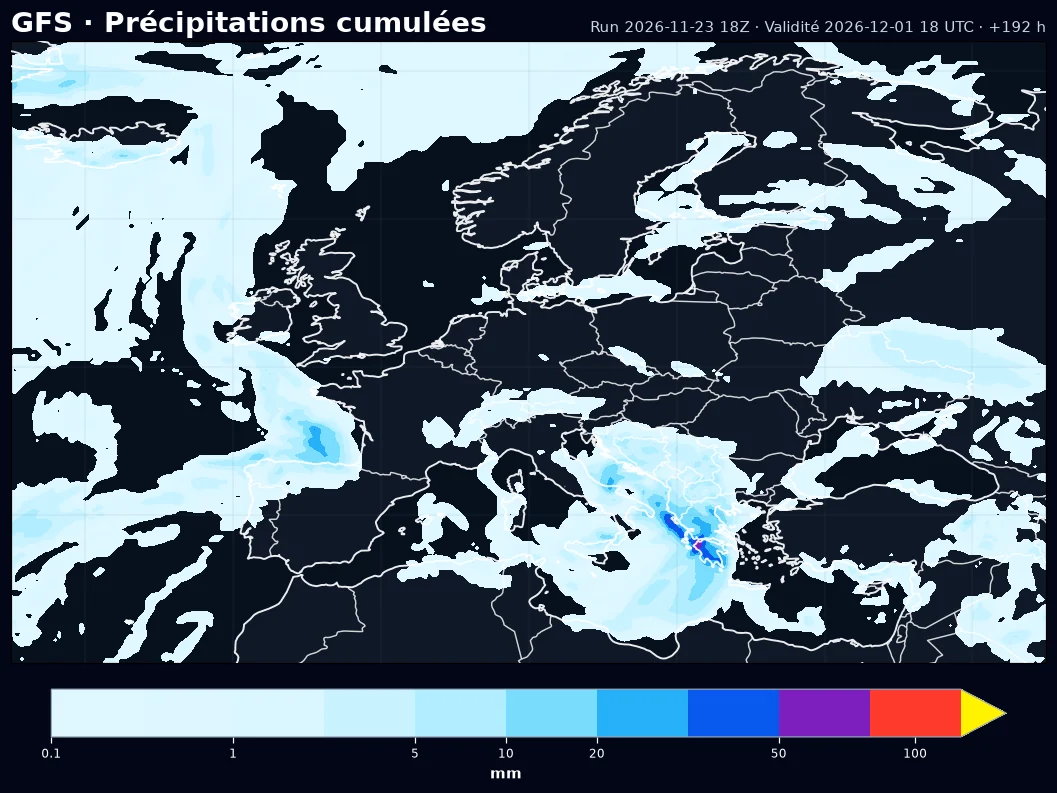 GFS · Précipitations cumulées
Run 2026-11-23 18Z · Validité 2026-12-01 18 UTC · +192 h
0.1 1 5 10 20 50 100
mm